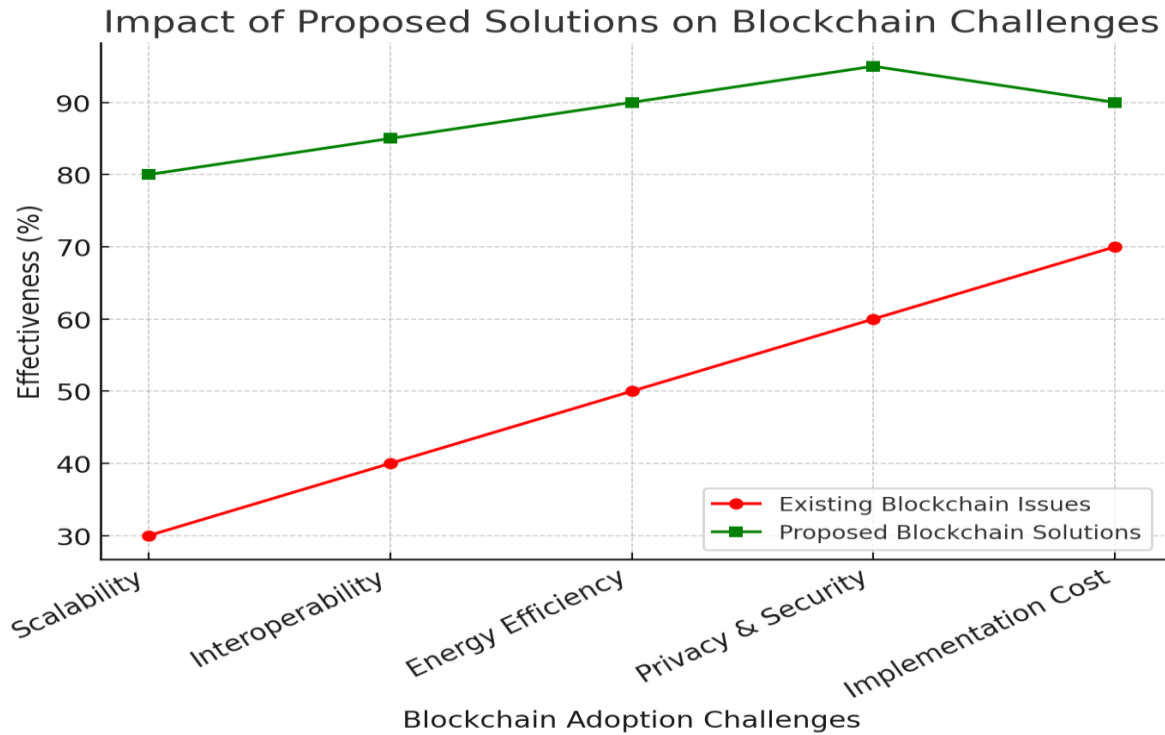 Impact of Proposed Solutions on Blockchain Challenges
Effectiveness (%)
90
80
70
60
50
40
30
Existing Blockchain Issues
Proposed Blockchain Solutions
Scalability
Interoperability
Energy Efficiency
Privacy & Security
Implementation Cost
Blockchain Adoption Challenges